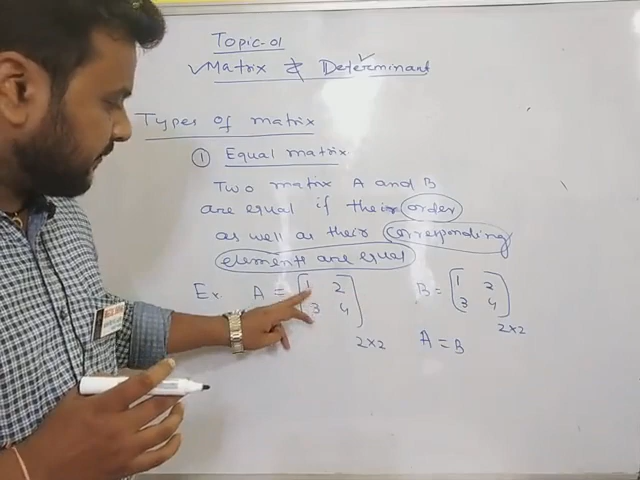 Topic-01
Matrix & Determinant
Types of matrix
① Equal matrix
Two matrix A and B
are equal if their order
as well as their corresponding
elements are equal
Ex. A = [1 2 B = [1 2
3 4] 3 4]
2×2 2×2
A = B